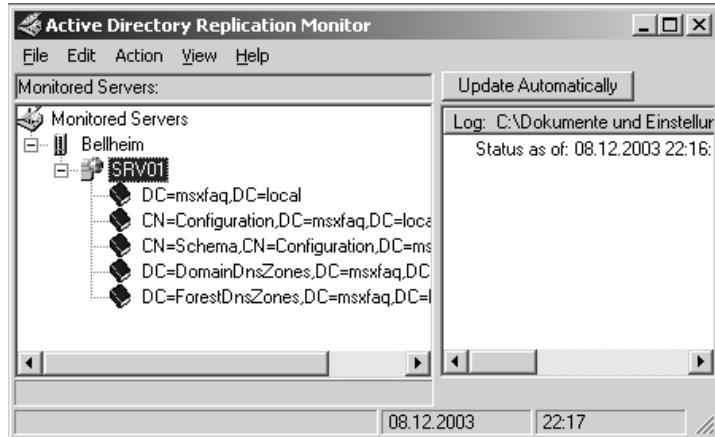 Active Directory Replication Monitor
File Edit Action View Help
Monitored Servers:
Update Automatically
Monitored Servers
Bellheim
SRV01
DC=msxfaq,DC=local
CN=Configuration,DC=msxfaq,DC=loca
CN=Schema,CN=Configuration,DC=ms
DC=DomainDnsZones,DC=msxfaq,DC
DC=ForestDnsZones,DC=msxfaq,DC=l
Log: C:\Dokumente und Einstellur
Status as of: 08.12.2003 22:16:
08.12.2003
22:17